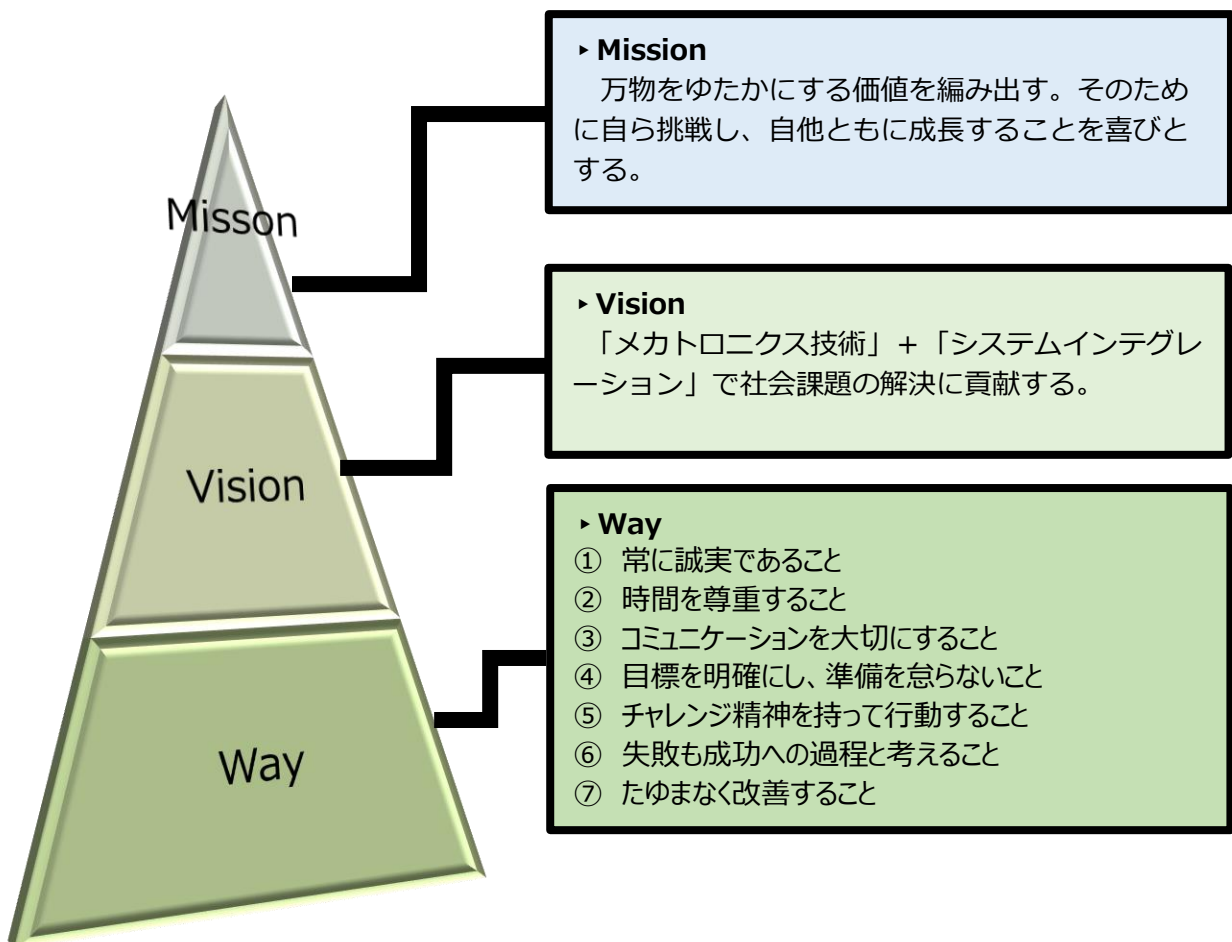 Misson
Vision
Way
▸ Mission
万物をゆたかにする価値を編み出す。そのため
に自ら挑戦し、自他ともに成長することを喜びと
する。
▸ Vision
「メカトロニクス技術」+「システムインテグレ
ーション」で社会課題の解決に貢献する。
▸ Way
① 常に誠実であること
② 時間を尊重すること
③ コミュニケーションを大切にすること
④ 目標を明確にし、準備を怠らないこと
⑤ チャレンジ精神を持って行動すること
⑥ 失敗も成功への過程と考えること
⑦ たゆまなく改善すること